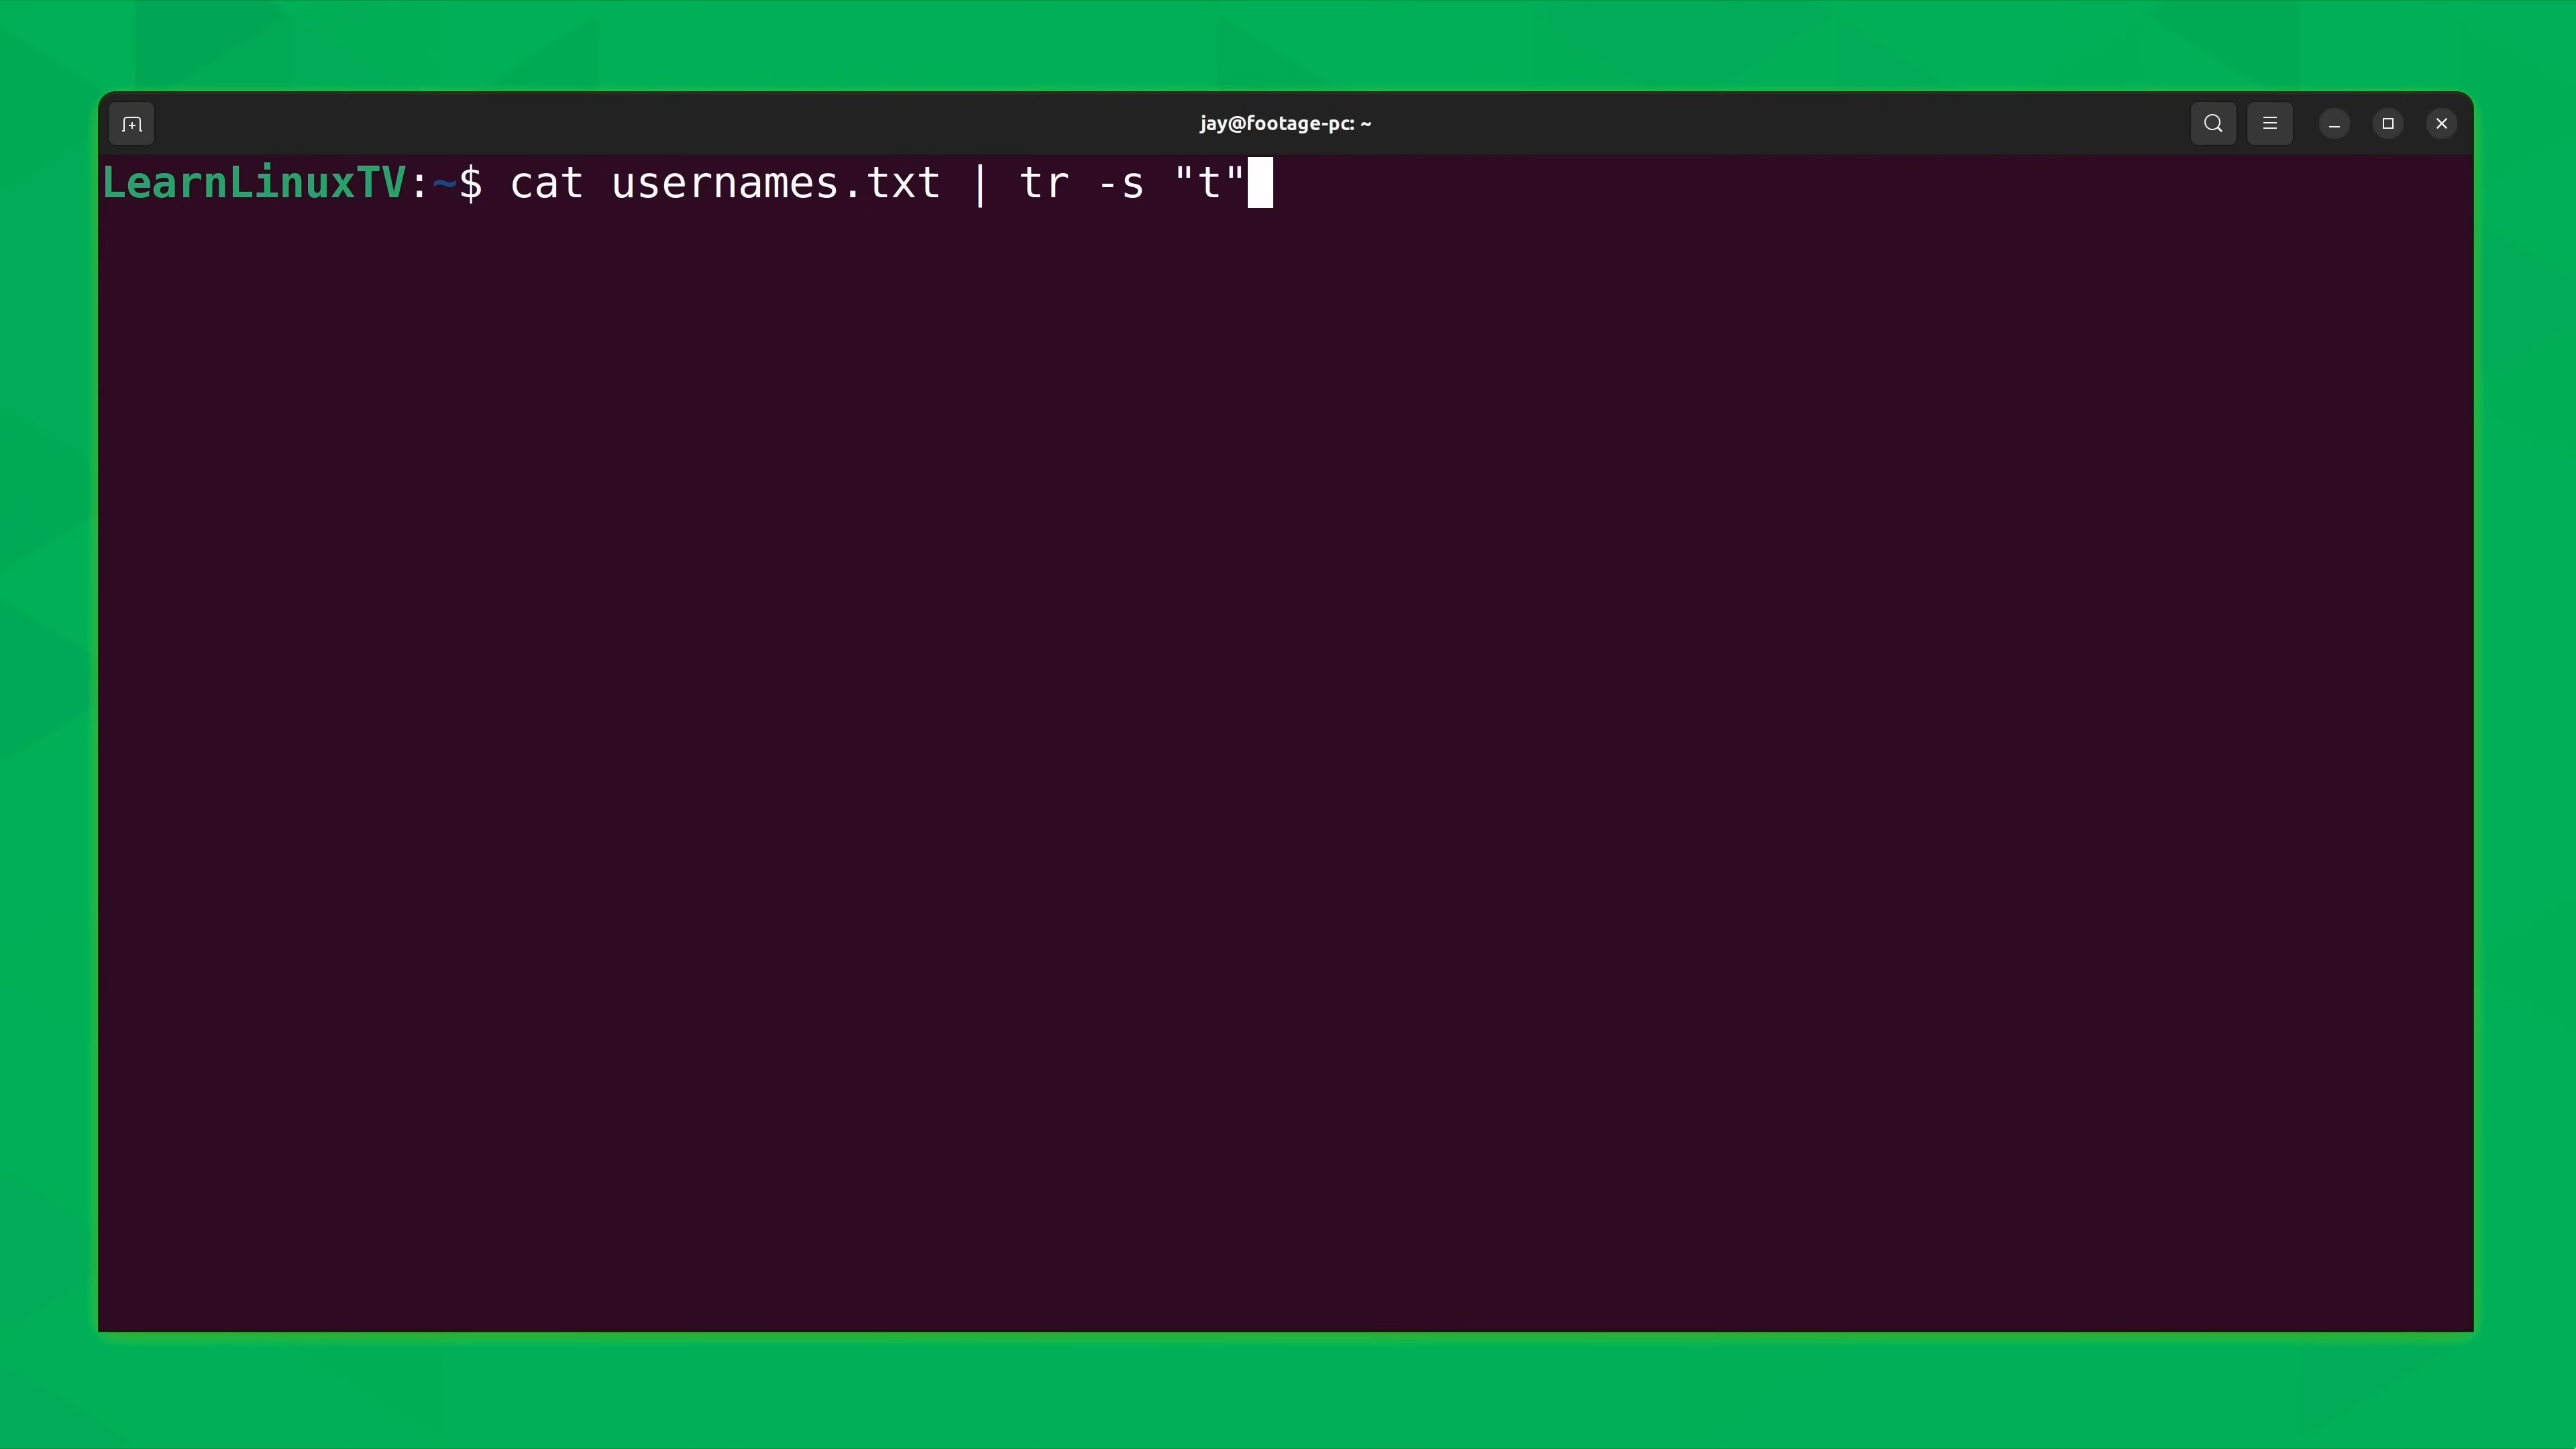 jay@footage-pc: ~
LearnLinuxTV:~$ cat usernames.txt | tr -s "t"